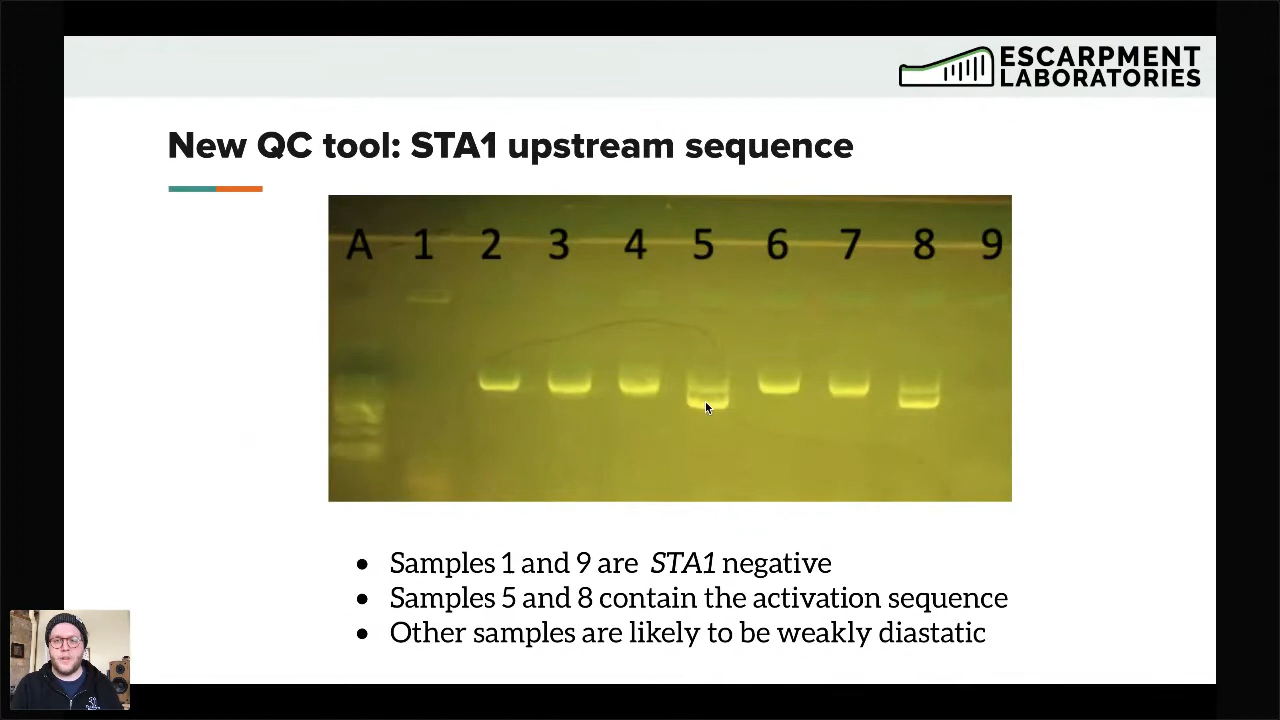 ESCARPMENT
LABORATORIES
New QC tool: STA1 upstream sequence
A 1 2 3 4 5 6 7 8 9
• Samples 1 and 9 are STA1 negative
• Samples 5 and 8 contain the activation sequence
• Other samples are likely to be weakly diastatic